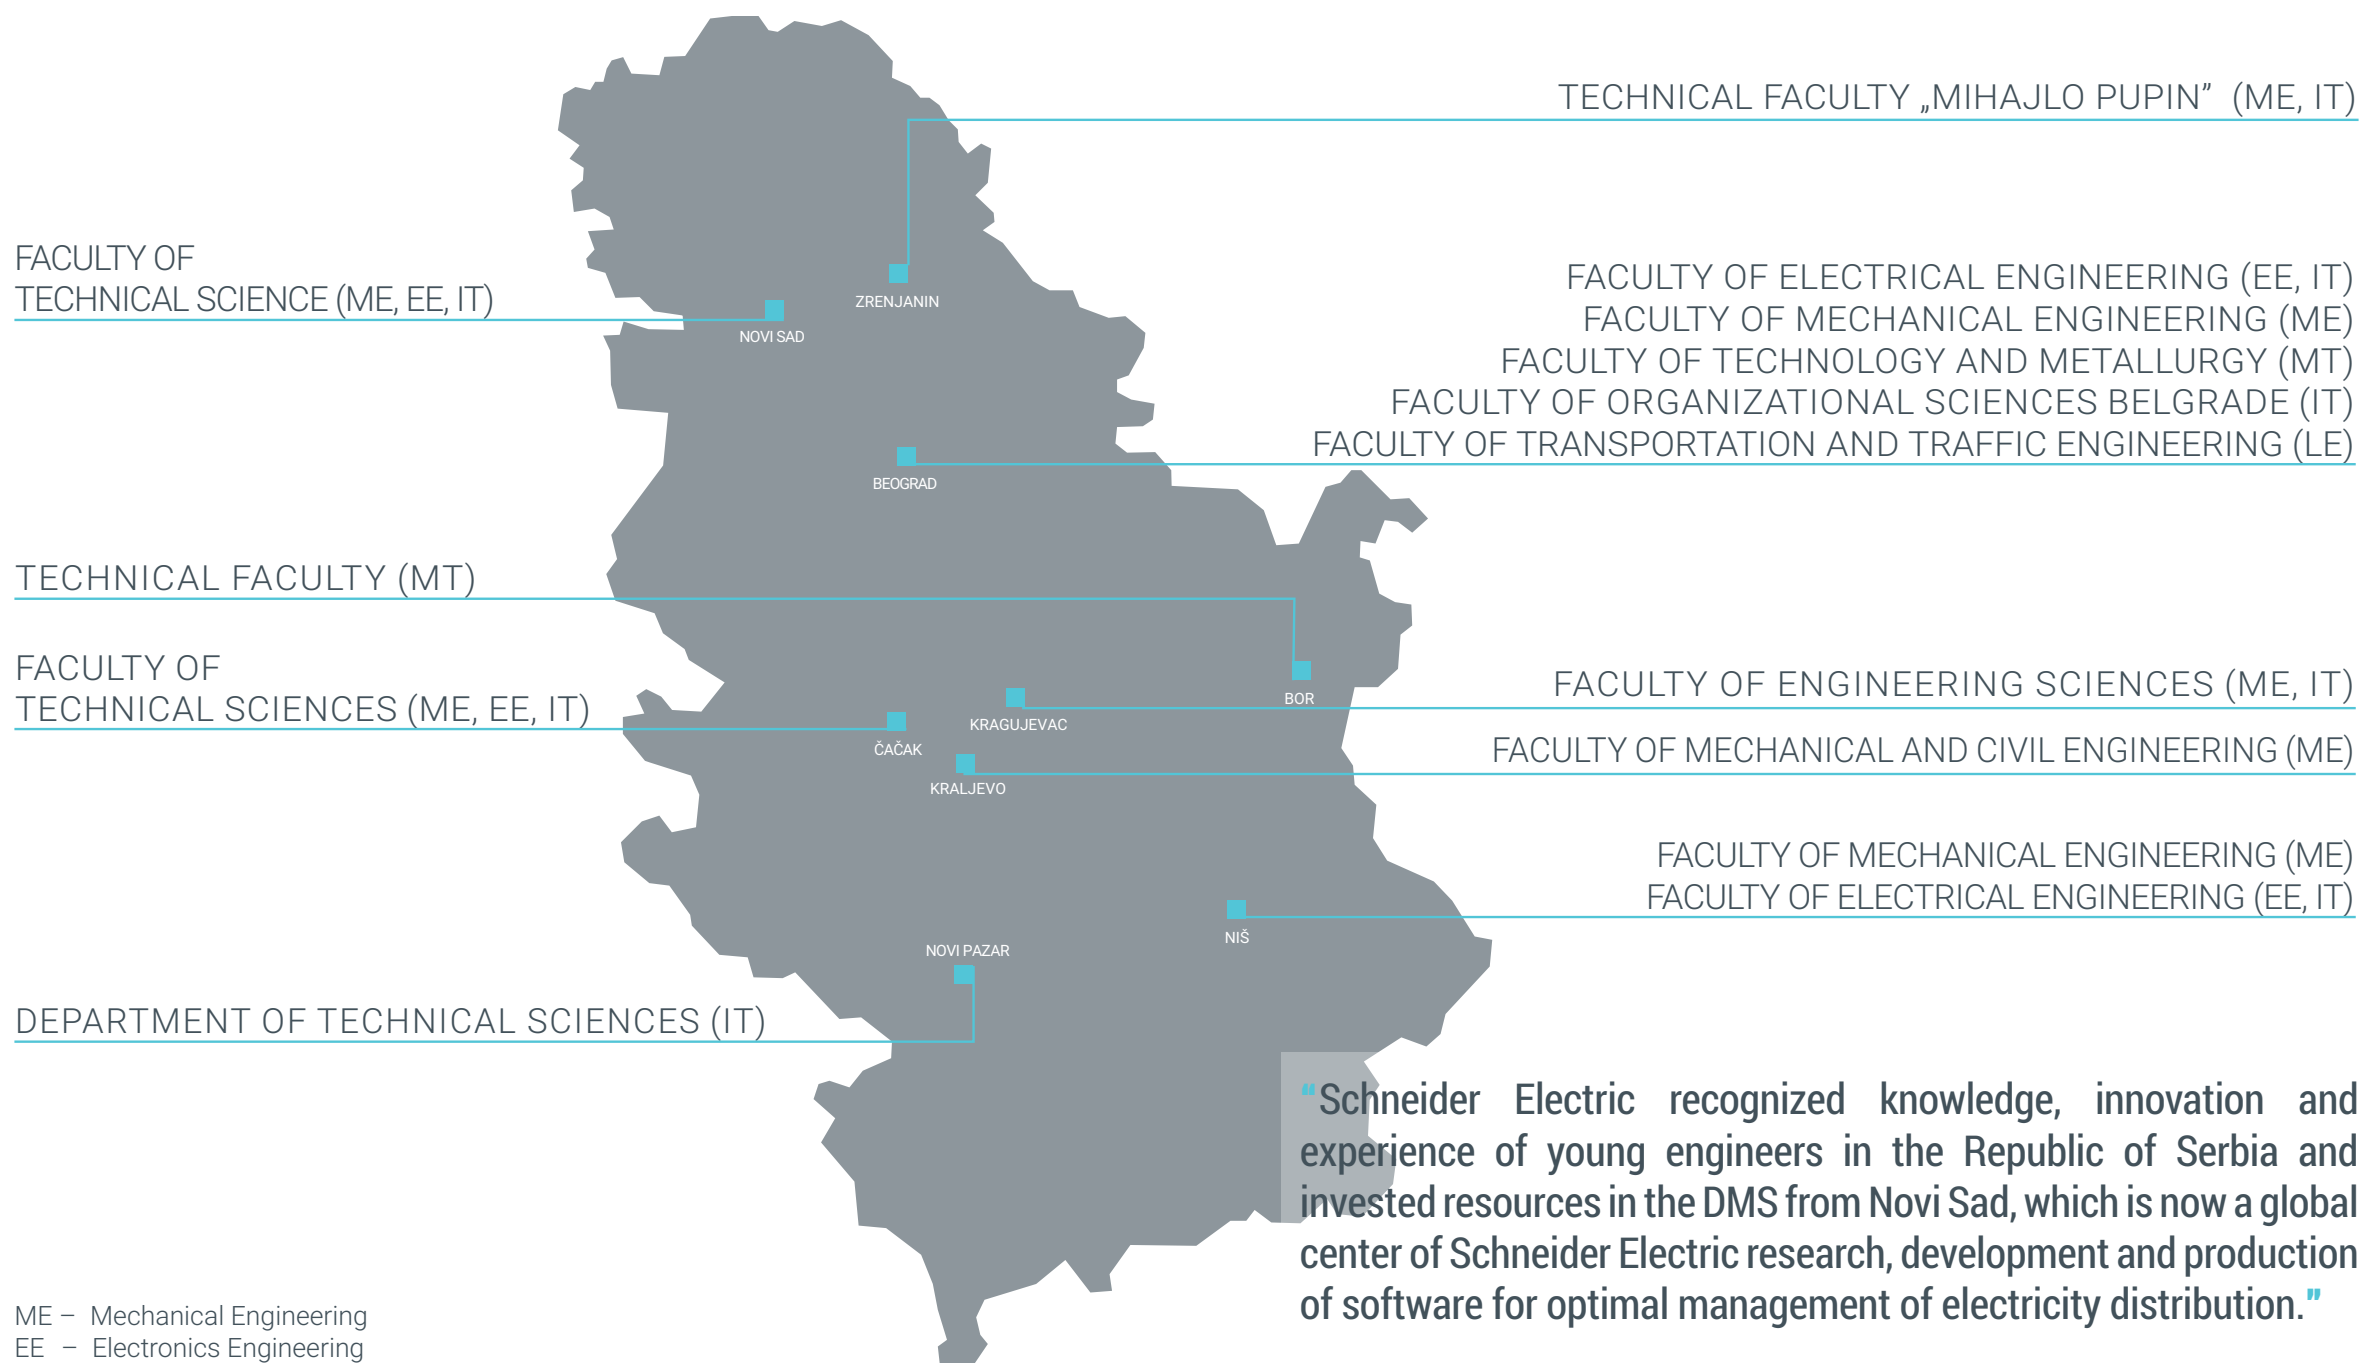 TECHNICAL FACULTY „MIHAJLO PUPIN” (ME, IT)
FACULTY OF
TECHNICAL SCIENCE (ME, EE, IT)
ZRENJANIN
NOVI SAD
FACULTY OF ELECTRICAL ENGINEERING (EE, IT)
FACULTY OF MECHANICAL ENGINEERING (ME)
FACULTY OF TECHNOLOGY AND METALLURGY (MT)
FACULTY OF ORGANIZATIONAL SCIENCES BELGRADE (IT)
FACULTY OF TRANSPORTATION AND TRAFFIC ENGINEERING (LE)
BEOGRAD
TECHNICAL FACULTY (MT)
BOR
FACULTY OF
TECHNICAL SCIENCES (ME, EE, IT)
ČAČAK
KRAGUJEVAC
FACULTY OF ENGINEERING SCIENCES (ME, IT)
KRALJEVO
FACULTY OF MECHANICAL AND CIVIL ENGINEERING (ME)
FACULTY OF MECHANICAL ENGINEERING (ME)
FACULTY OF ELECTRICAL ENGINEERING (EE, IT)
NIŠ
NOVI PAZAR
DEPARTMENT OF TECHNICAL SCIENCES (IT)
“Schneider Electric recognized knowledge, innovation and
experience of young engineers in the Republic of Serbia and
invested resources in the DMS from Novi Sad, which is now a global
center of Schneider Electric research, development and production
of software for optimal management of electricity distribution.”
ME – Mechanical Engineering
EE – Electronics Engineering